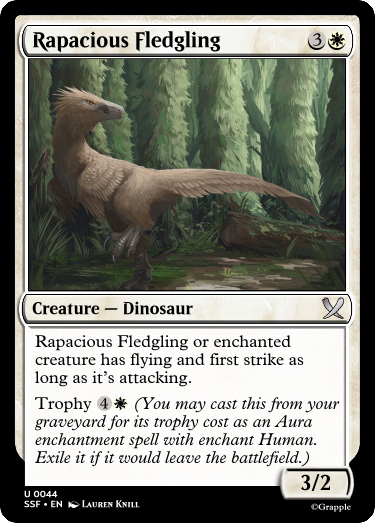 Rapacious Fledgling 3
Creature — Dinosaur
Rapacious Fledgling or enchanted
creature has flying and first strike as
long as it's attacking.
Trophy 4 (You may cast this from your
graveyard for its trophy cost as an Aura
enchantment spell with enchant Human.
Exile it if it would leave the battlefield.)
3/2
U 0044
SSF • EN Lauren Knill
©Grapple